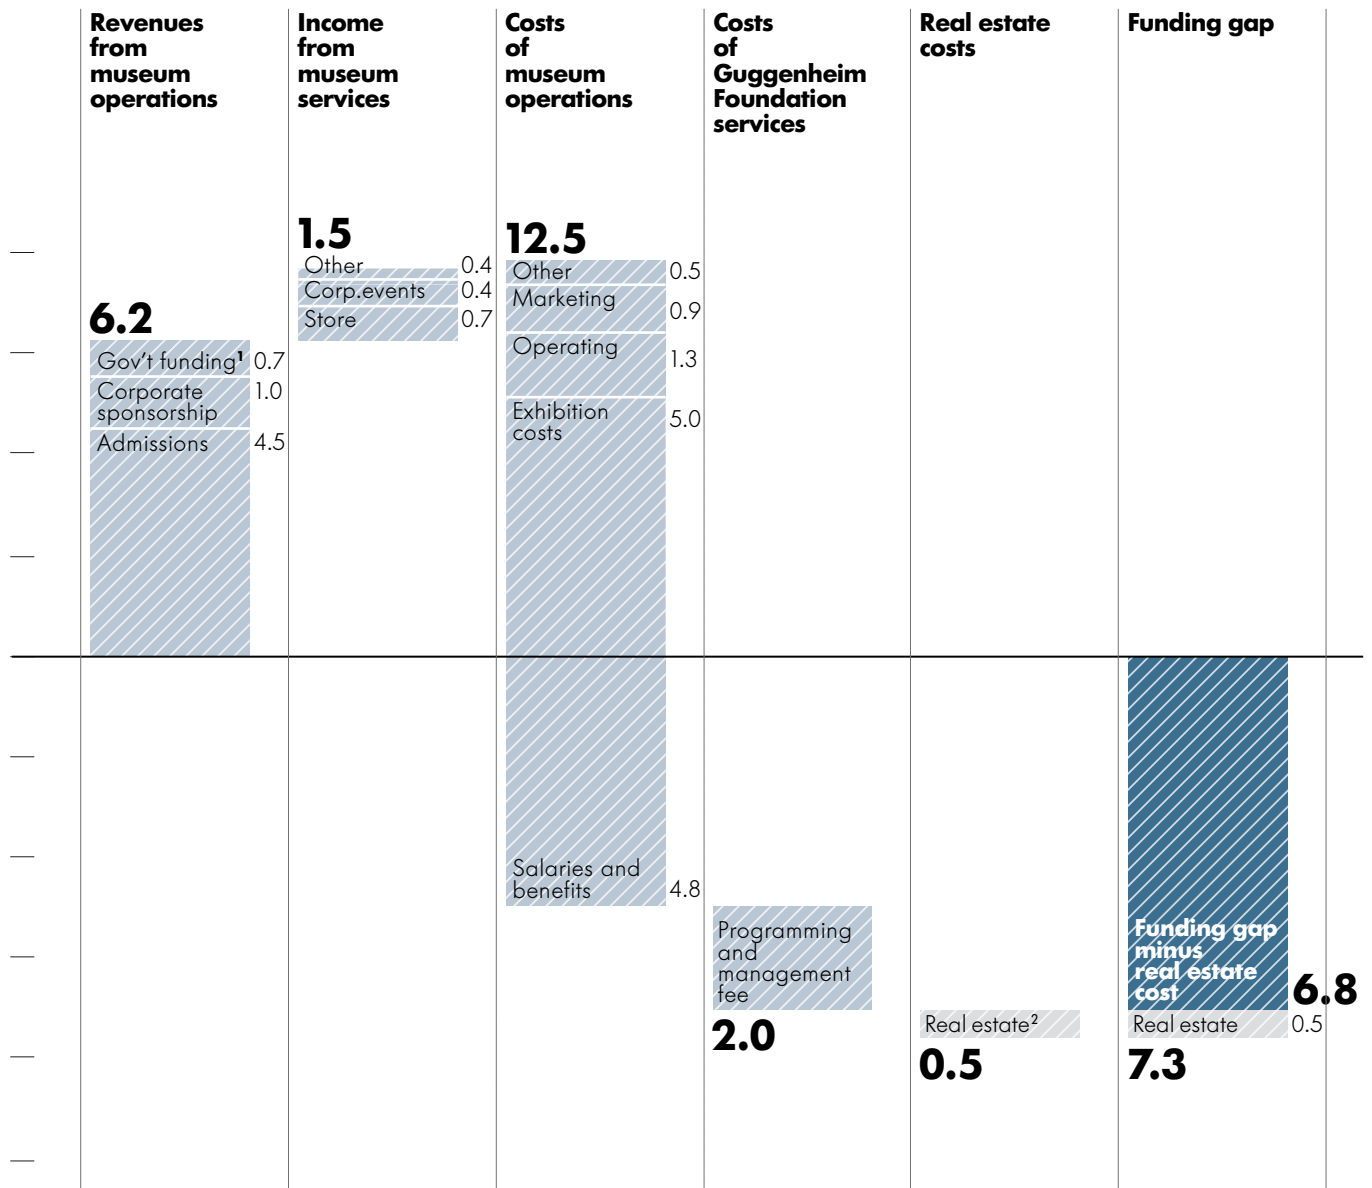 Revenues
from
museum
operations
6.2
Gov't funding¹ 0.7
Corporate 1.0
sponsorship
Admissions 4.5
Income
from
museum
services
1.5
Other 0.4
Corp.events 0.4
Store 0.7
Costs
of
museum
operations
12.5
Other 0.5
Marketing 0.9
Operating 1.3
Exhibition 5.0
costs
Salaries and
benefits 4.8
Costs
of
Guggenheim
Foundation
services
Programming
and
management
fee
2.0
Real estate
costs
Real estate²
0.5
Funding gap
Funding gap
minus
real estate
cost 6.8
Real estate 0.5
7.3